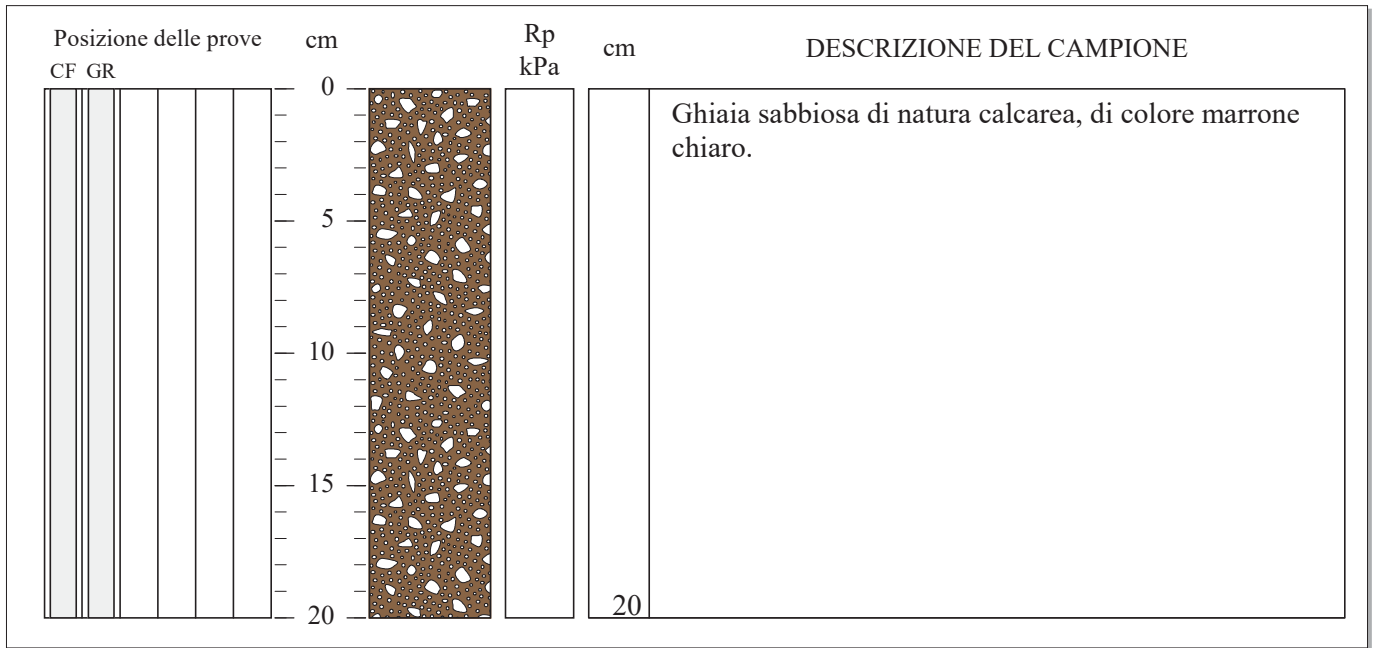 Posizione delle prove
CF GR
cm
Rp
kPa
cm
DESCRIZIONE DEL CAMPIONE
0
5
10
15
20
20
Ghiaia sabbiosa di natura calcarea, di colore marrone
chiaro.